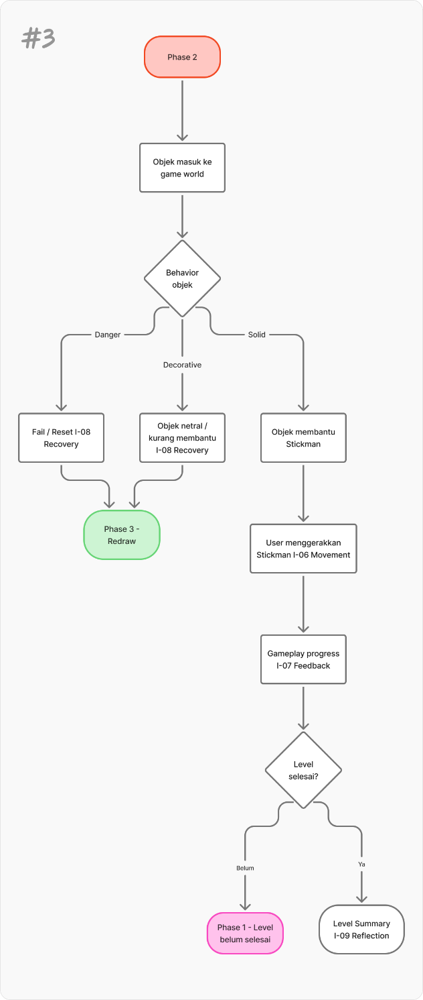 #3
Phase 2
Objek masuk ke
game world
Behavior
objek
Danger
Decorative
Solid
Fail / Reset I-08
Recovery
Objek netral /
kurang membantu
I-08 Recovery
Objek membantu
Stickman
Phase 3 -
Redraw
User menggerakkan
Stickman I-06 Movement
Gameplay progress
I-07 Feedback
Level
selesai?
Belum
Ya
Phase 1 - Level
belum selesai
Level Summary
I-09 Reflection